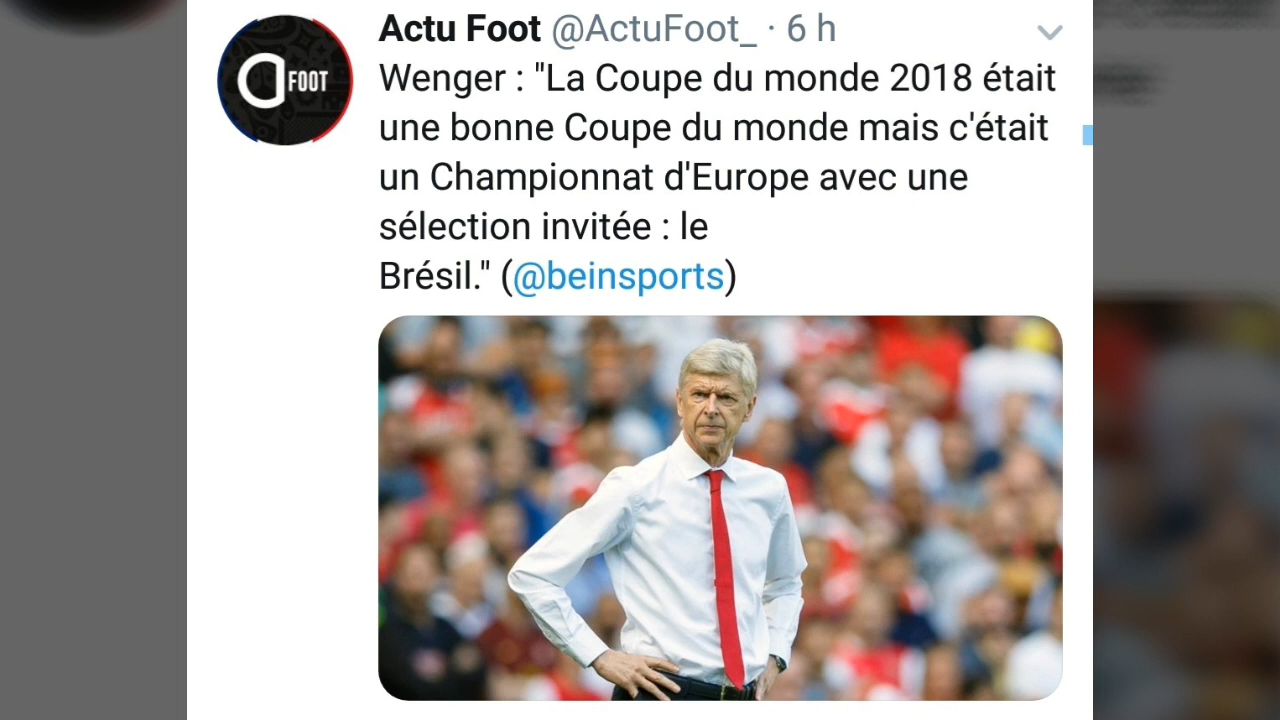 Actu Foot @ActuFoot_ · 6 h
FOOT
Wenger : "La Coupe du monde 2018 était
une bonne Coupe du monde mais c'était
un Championnat d'Europe avec une
sélection invitée : le
Brésil." (@beinsports)